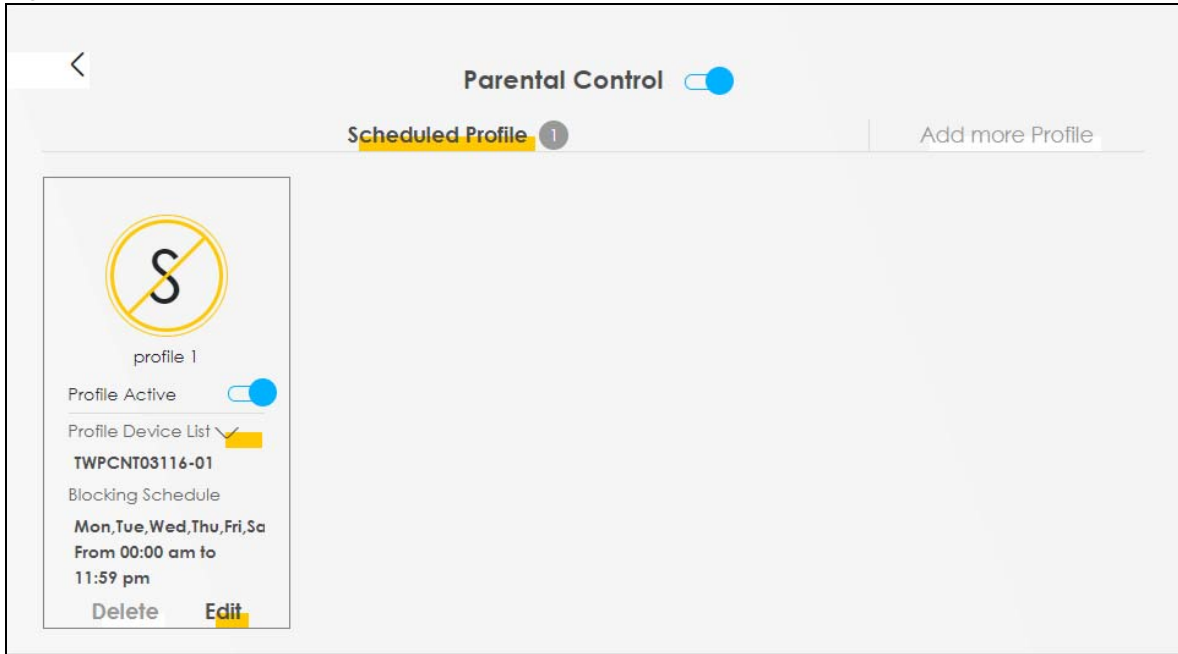 Parental Control
Scheduled Profile 1
Add more Profile
S
profile 1
Profile Active
Profile Device List
TWPCNT03116-01
Blocking Schedule
Mon,Tue,Wed,Thu,Fri,Sa
From 00:00 am to
11:59 pm
Delete Edit